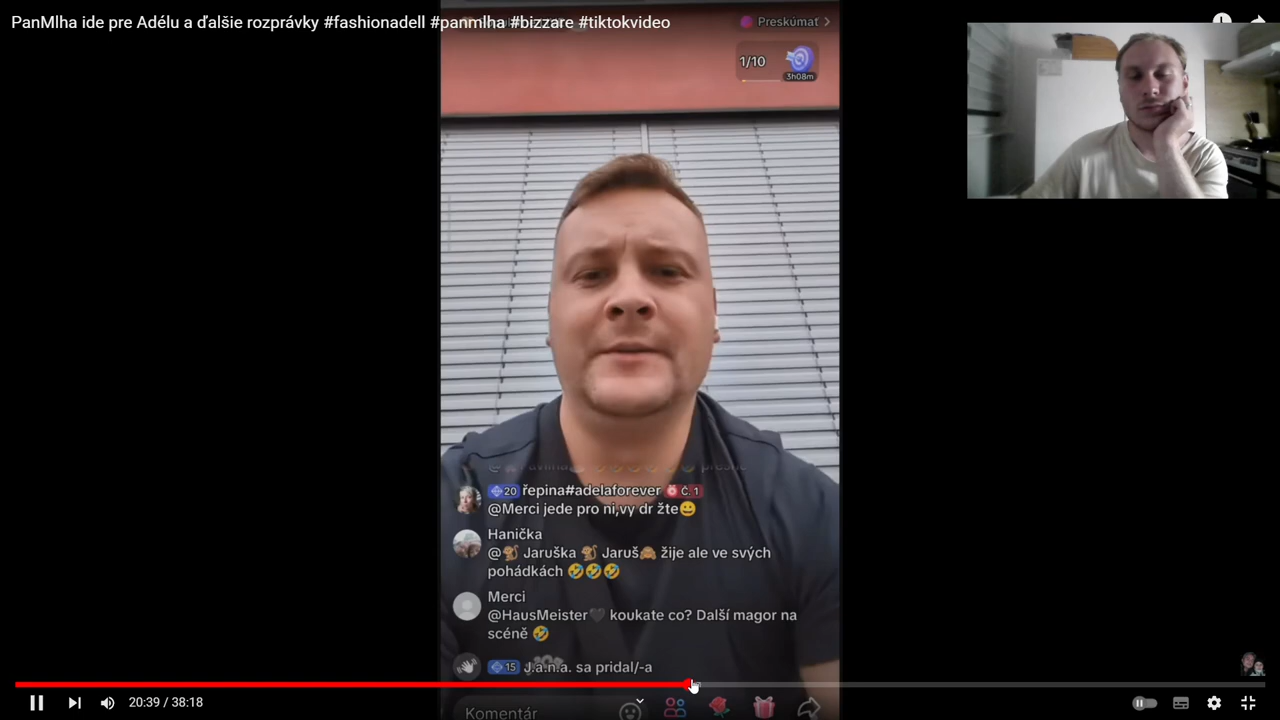 PanMlha ide pre Adélu a ďalšie rozprávky #fashionadell #panmlha #bizzare #tiktokvideo
Preskúmať
1/10
3h08m
20 řepina#adelaforever Č. 1
@Merci jede pro ni,vy dr žte😀
Hanička
@🐒 Jaruška 🐒 Jaruš🙈 žije ale ve svých
pohádkách 🤣🤣🤣
Merci
@HausMeister🖤 koukate co? Další magor na
scéně 🤣
15 J.a.n.a. sa pridal/-a
Komentár
20:39 / 38:18